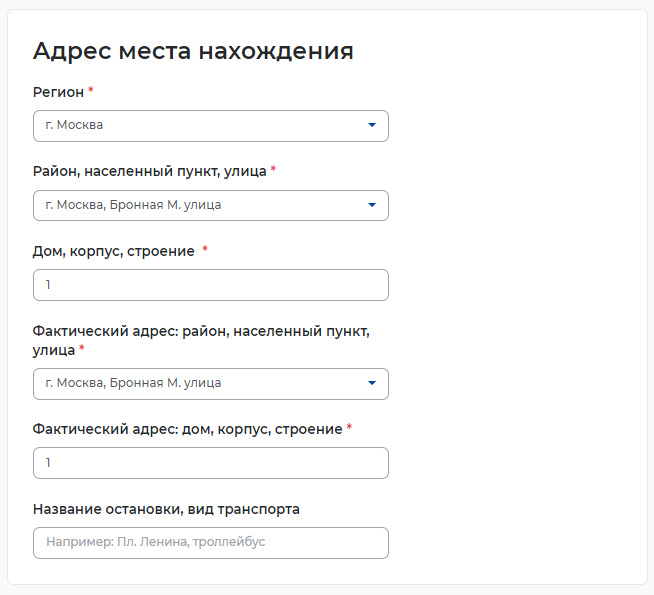 Адрес места нахождения
Регион *
г. Москва
Район, населенный пункт, улица *
г. Москва, Бронная М. улица
Дом, корпус, строение *
1
Фактический адрес: район, населенный пункт,
улица *
г. Москва, Бронная М. улица
Фактический адрес: дом, корпус, строение *
1
Название остановки, вид транспорта
Например: Пл. Ленина, троллейбус